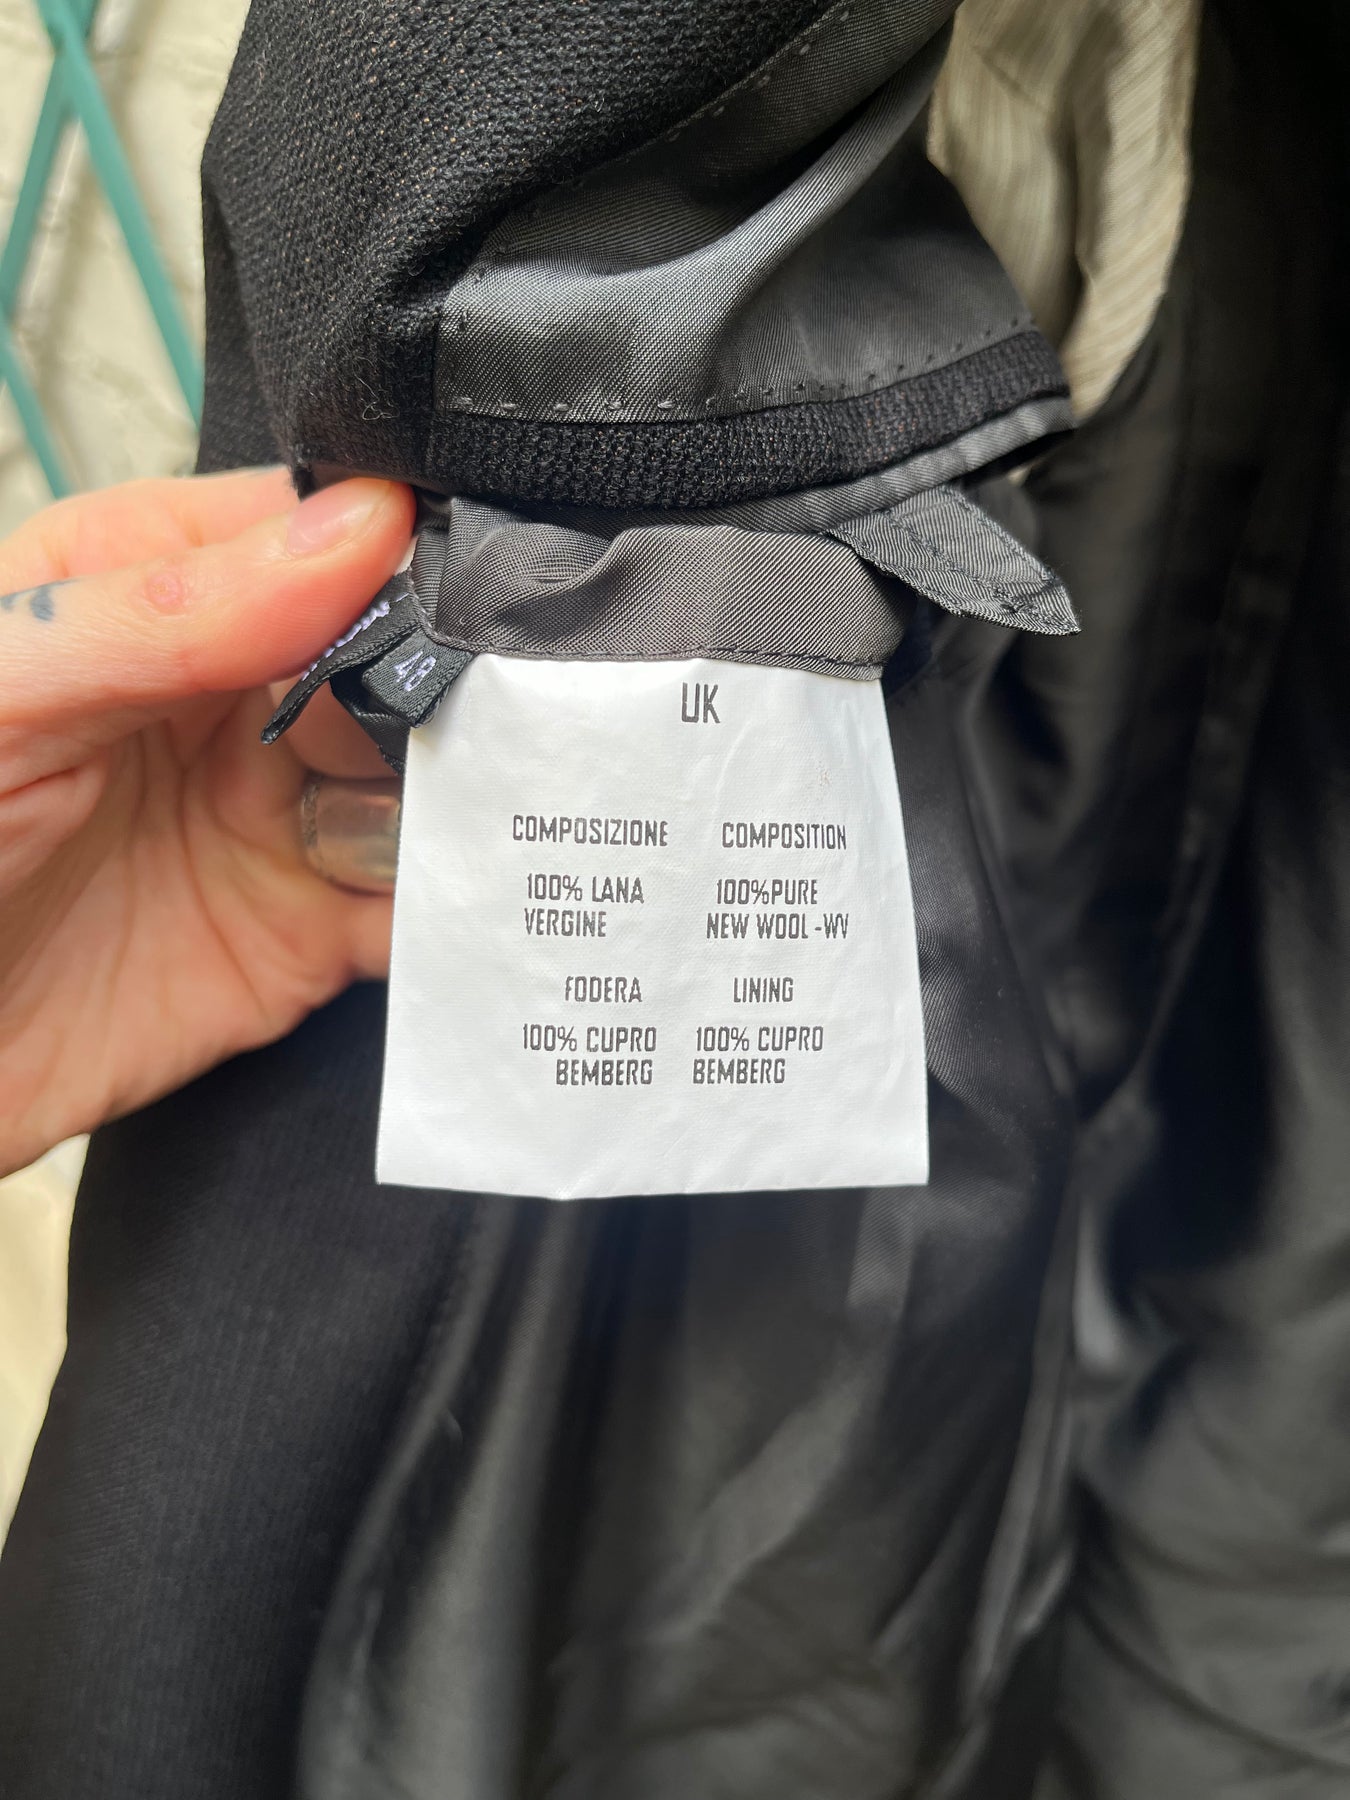 48
UK
COMPOSIZIONE
COMPOSITION
100% LANA
VERGINE
100%PURE
NEW WOOL -WV
FODERA
LINING
100% CUPRO
BEMBERG
100% CUPRO
BEMBERG